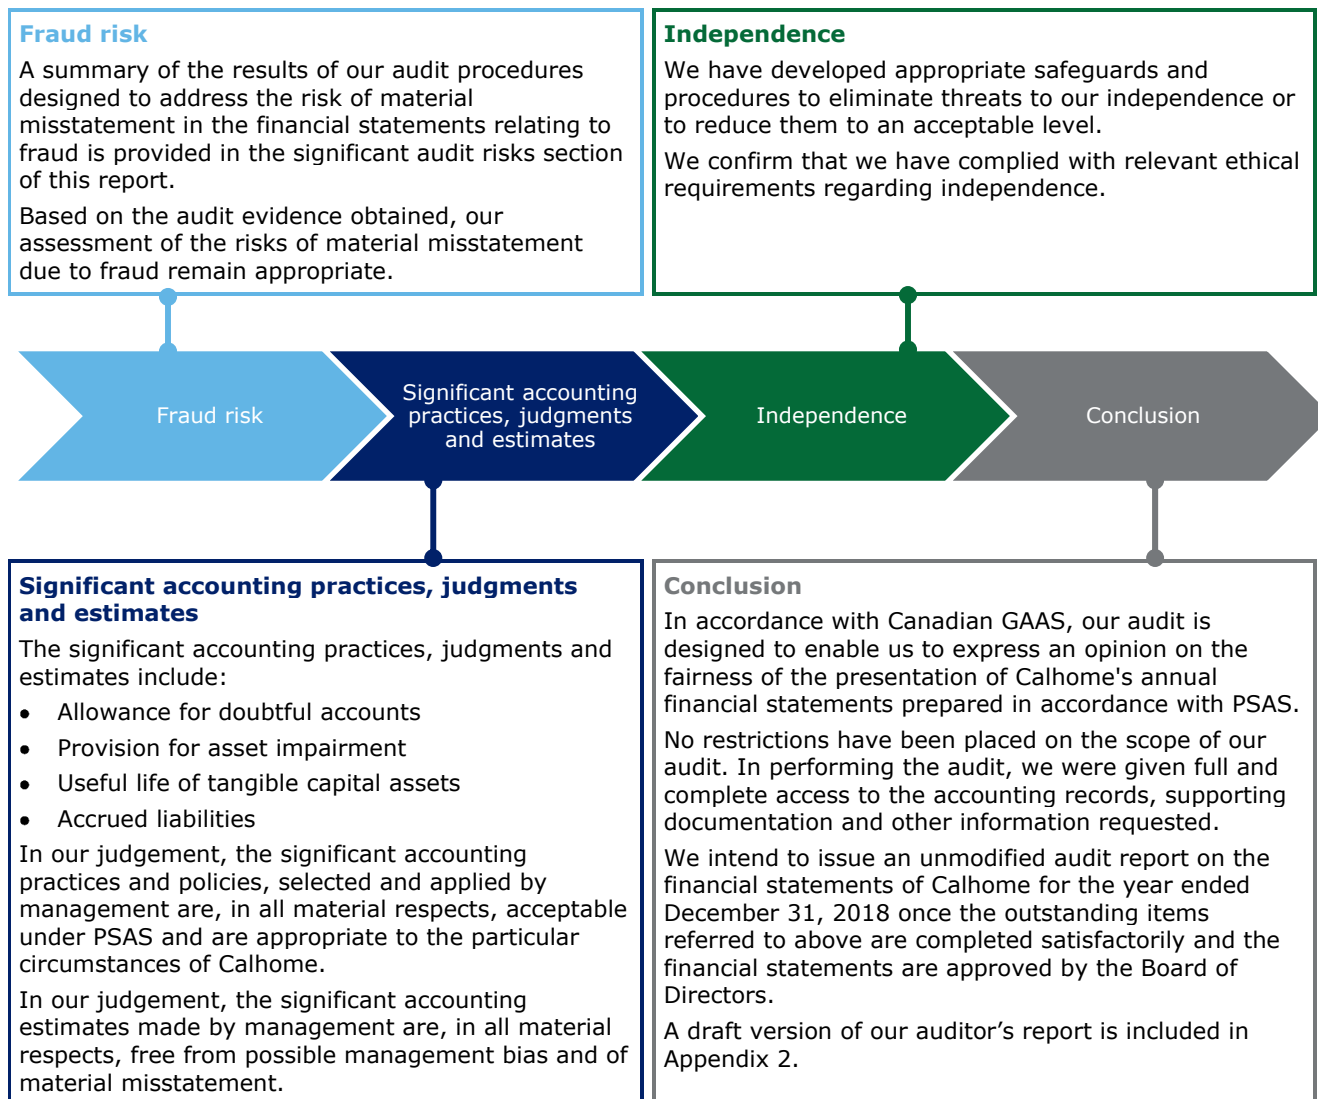 Fraud risk
A summary of the results of our audit procedures
designed to address the risk of material
misstatement in the financial statements relating to
fraud is provided in the significant audit risks section
of this report.
Based on the audit evidence obtained, our
assessment of the risks of material misstatement
due to fraud remain appropriate.
Independence
We have developed appropriate safeguards and
procedures to eliminate threats to our independence or
to reduce them to an acceptable level.
We confirm that we have complied with relevant ethical
requirements regarding independence.
Fraud risk
Significant accounting
practices, judgments
and estimates
Independence
Conclusion
Significant accounting practices, judgments
and estimates
The significant accounting practices, judgments and
estimates include:
• Allowance for doubtful accounts
• Provision for asset impairment
• Useful life of tangible capital assets
• Accrued liabilities
In our judgement, the significant accounting
practices and policies, selected and applied by
management are, in all material respects, acceptable
under PSAS and are appropriate to the particular
circumstances of Calhome.
In our judgement, the significant accounting
estimates made by management are, in all material
respects, free from possible management bias and of
material misstatement.
Conclusion
In accordance with Canadian GAAS, our audit is
designed to enable us to express an opinion on the
fairness of the presentation of Calhome's annual
financial statements prepared in accordance with PSAS.
No restrictions have been placed on the scope of our
audit. In performing the audit, we were given full and
complete access to the accounting records, supporting
documentation and other information requested.
We intend to issue an unmodified audit report on the
financial statements of Calhome for the year ended
December 31, 2018 once the outstanding items
referred to above are completed satisfactorily and the
financial statements are approved by the Board of
Directors.
A draft version of our auditor’s report is included in
Appendix 2.